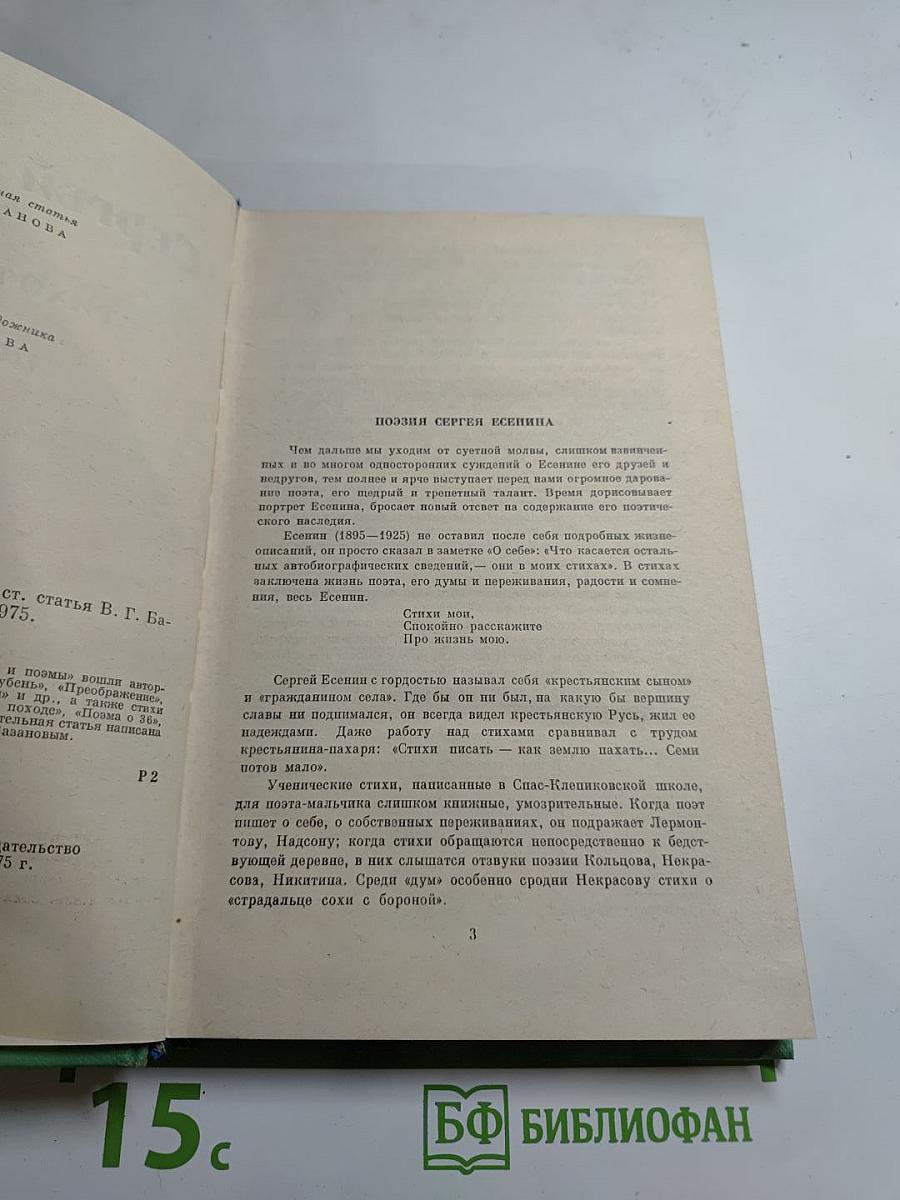 ная статья
АНОВА
ожника
ВА
ст. статья В. Г. Ба-
975.
и поэмы» вошли автор-
убень», «Преображение»,
и др., а также стихи
походе», «Поэма о 36»,
тельная статья написана
азановым.
Р2
дательство
75 г.
ПОЭЗИЯ СЕРГЕЯ ЕСЕНИНА
Чем дальше мы уходим от суетной молвы, слишком взвинчен-
ных и во многом односторонних суждений о Есенине его друзей и
недругов, тем полнее и ярче выступает перед нами огромное дарова-
ние поэта, его щедрый и трепетный талант. Время дорисовывает
портрет Есенина, бросает новый отсвет на содержание его поэтиче-
ского наследия.
Есенин (1895—1925) не оставил после себя подробных жизне-
описаний, он просто сказал в заметке «О себе»: «Что касается осталь-
ных автобиографических сведений,— они в моих стихах». В стихах
заключена жизнь поэта, его думы и переживания, радости и сомне-
ния, весь Есенин.
Стихи мои,
Спокойно расскажите
Про жизнь мою.
Сергей Есенин с гордостью называл себя «крестьянским сыном»
и «гражданином села». Где бы он ни был, на какую бы вершину
славы ни поднимался, он всегда видел крестьянскую Русь, жил ее
надеждами. Даже работу над стихами сравнивал с трудом
крестьянина-пахаря: «Стихи писать — как землю пахать... Семи
потов мало».
Ученические стихи, написанные в Спас-Клепиковской школе,
для поэта-мальчика слишком книжные, умозрительные. Когда поэт
пишет о себе, о собственных переживаниях, он подражает Лермон-
тову, Надсону; когда стихи обращаются непосредственно к бедст-
вующей деревне, в них слышатся отзвуки поэзии Кольцова, Некра-
сова, Никитина. Среди «дум» особенно сродни Некрасову стихи о
«страдальце сохи с бороной».
3
15 с
БФ БИБЛИОФАН